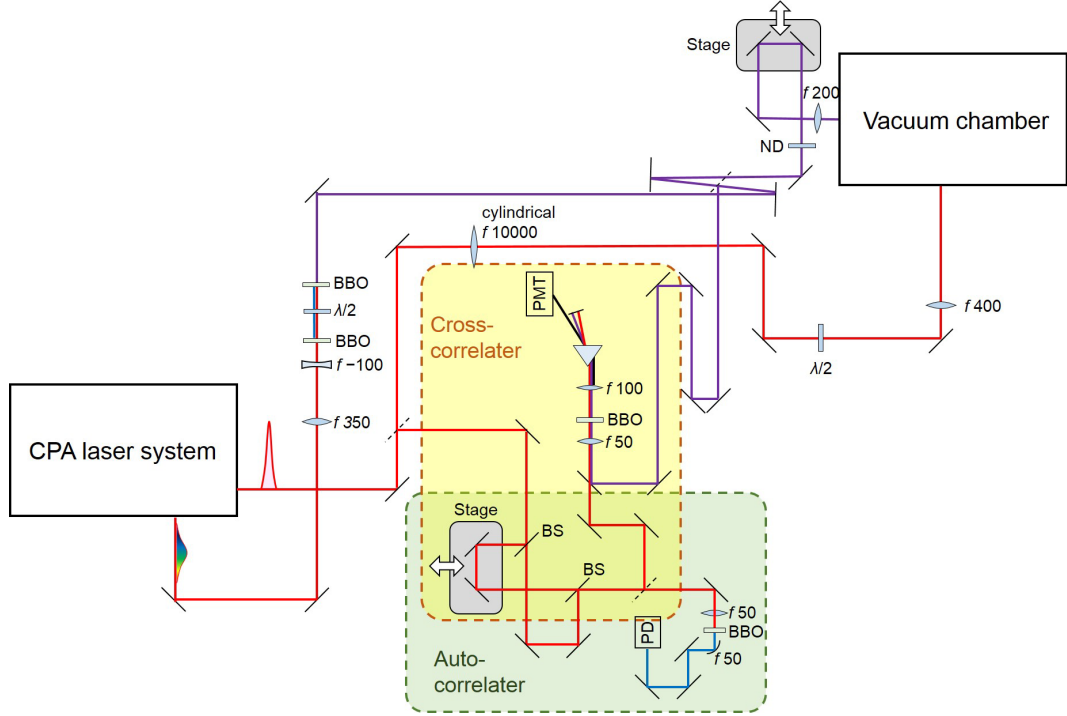 Stage
f 200
Vacuum chamber
ND
cylindrical
f 10000
BBO
λ/2
BBO
f −100
f 350
PMT
Cross-
correlater
f 100
BBO
f 50
f 400
λ/2
CPA laser system
Stage
BS
BS
f 50
BBO
f 50
PD
Auto-
correlater